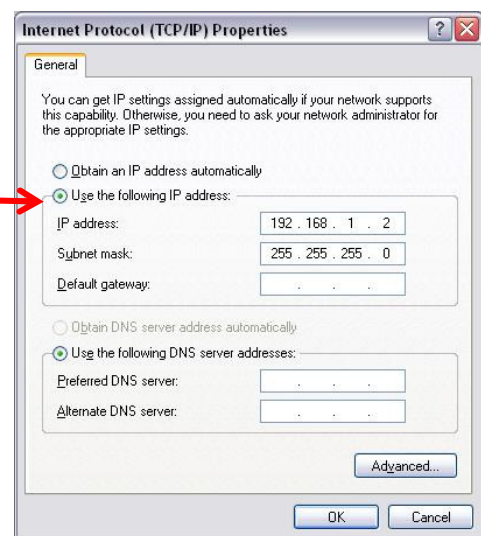 Internet Protocol (TCP/IP) Properties
General
You can get IP settings assigned automatically if your network supports
this capability. Otherwise, you need to ask your network administrator for
the appropriate IP settings.
Obtain an IP address automatically
Use the following IP address:
IP address: 192 . 168 . 1 . 2
Subnet mask: 255 . 255 . 255 . 0
Default gateway: . . .
Obtain DNS server address automatically
Use the following DNS server addresses:
Preferred DNS server: . . .
Alternate DNS server: . . .
Advanced...
OK Cancel